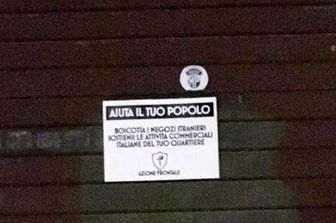 AIUTA IL TUO POPOLO
BOICOTTA I NEGOZI STRANIERI
SOSTIENI LE ATTIVITÀ COMMERCIALI
ITALIANE DEL TUO QUARTIERE
AZIONE FRONTALE